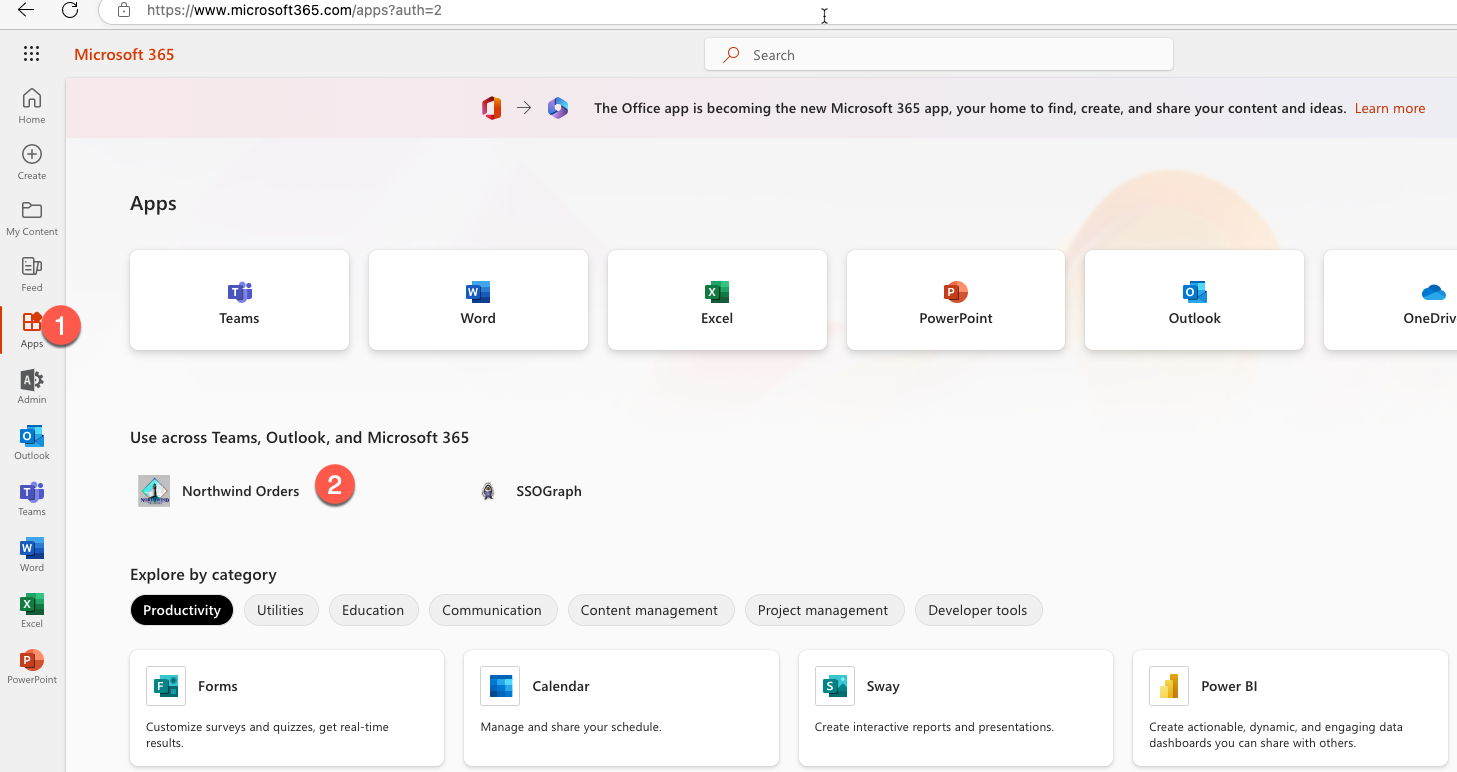 https://www.microsoft365.com/apps?auth=2
Microsoft 365
Search
Home
Create
My Content
Feed
Apps
1
Admin
Outlook
Teams
Word
Excel
PowerPoint
The Office app is becoming the new Microsoft 365 app, your home to find, create, and share your content and ideas. Learn more
Apps
Teams
Word
Excel
PowerPoint
Outlook
OneDriv
Use across Teams, Outlook, and Microsoft 365
Northwind Orders
2
SSOGraph
Explore by category
Productivity
Utilities
Education
Communication
Content management
Project management
Developer tools
Forms
Customize surveys and quizzes, get real-time
results.
Calendar
Manage and share your schedule.
Sway
Create interactive reports and presentations.
Power BI
Create actionable, dynamic, and engaging data
dashboards you can share with others.